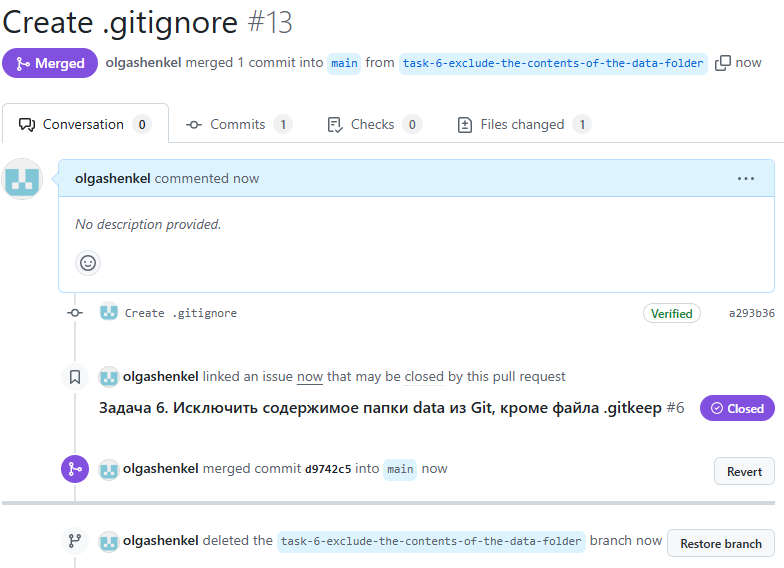 Create .gitignore #13
Merged olgashenkel merged 1 commit into main from task-6-exclude-the-contents-of-the-data-folder now
Conversation 0 Commits 1 Checks 0 Files changed 1
olgashenkel commented now ...
No description provided.
Create .gitignore Verified a293b36
olgashenkel linked an issue now that may be closed by this pull request
Задача 6. Исключить содержимое папки data из Git, кроме файла .gitkeep #6 Closed
olgashenkel merged commit d9742c5 into main now Revert
olgashenkel deleted the task-6-exclude-the-contents-of-the-data-folder branch now Restore branch